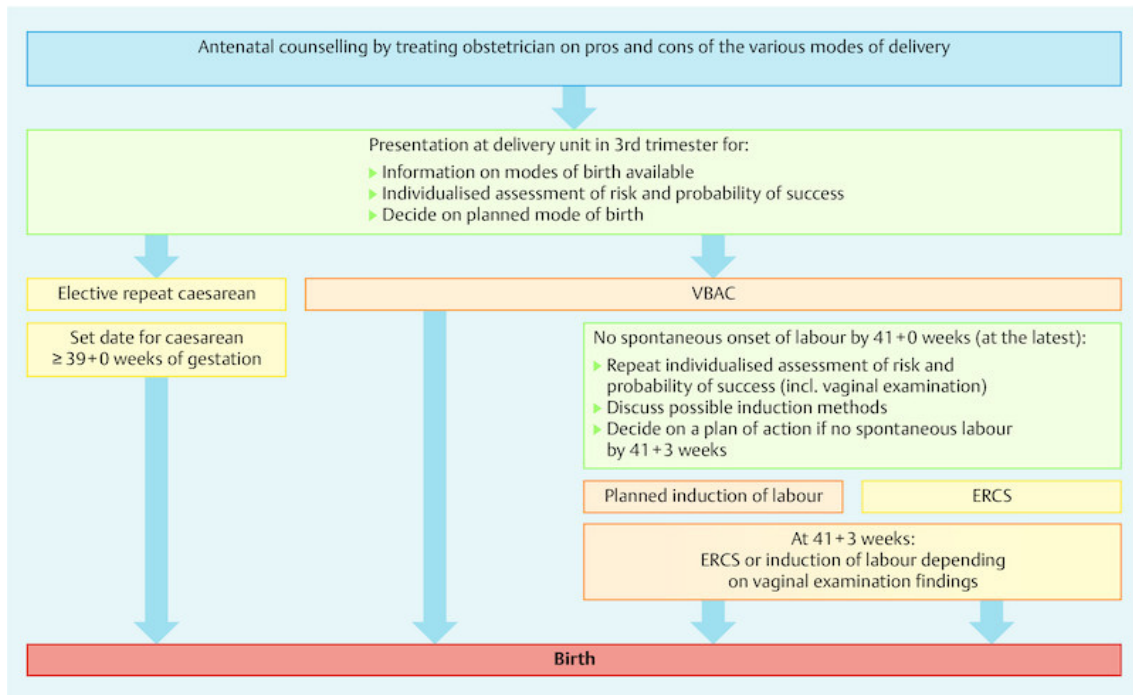 Antenatal counselling by treating obstetrician on pros and cons of the various modes of delivery
Presentation at delivery unit in 3rd trimester for:
Information on modes of birth available
Individualised assessment of risk and probability of success
Decide on planned mode of birth
Elective repeat caesarean
VBAC
Set date for caesarean
≥ 39+0 weeks of gestation
No spontaneous onset of labour by 41+0 weeks (at the latest):
Repeat individualised assessment of risk and
probability of success (incl. vaginal examination)
Discuss possible induction methods
Decide on a plan of action if no spontaneous labour
by 41+3 weeks
Planned induction of labour
ERCS
At 41+3 weeks:
ERCS or induction of labour depending
on vaginal examination findings
Birth